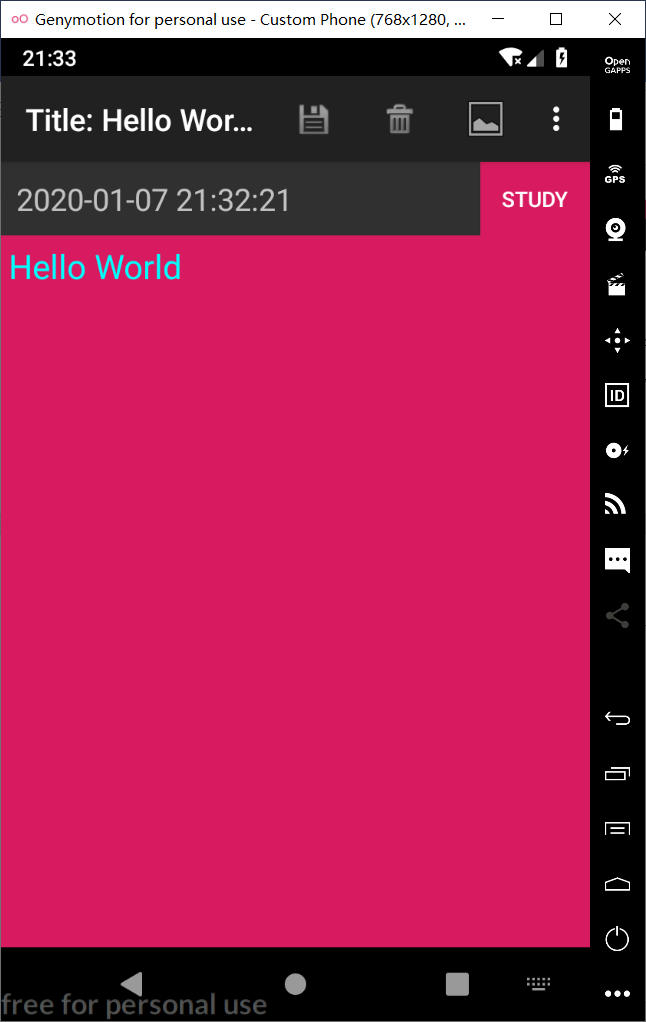 Genymotion for personal use - Custom Phone (768x1280, ...
21:33
Open
GAPPS
Title: Hello Wor...
GPS
2020-01-07 21:32:21
STUDY
Hello World
ID
free for personal use